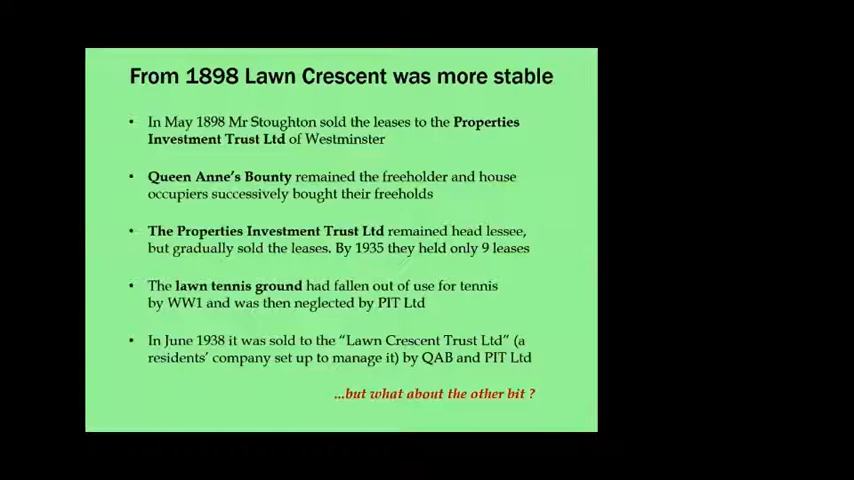 From 1898 Lawn Crescent was more stable
• In May 1898 Mr Stoughton sold the leases to the Properties
Investment Trust Ltd of Westminster
• Queen Anne's Bounty remained the freeholder and house
occupiers successively bought their freeholds
• The Properties Investment Trust Ltd remained head lessee,
but gradually sold the leases. By 1935 they held only 9 leases
• The lawn tennis ground had fallen out of use for tennis
by WW1 and was then neglected by PIT Ltd
• In June 1938 it was sold to the “Lawn Crescent Trust Ltd” (a
residents' company set up to manage it) by QAB and PIT Ltd
...but what about the other bit ?